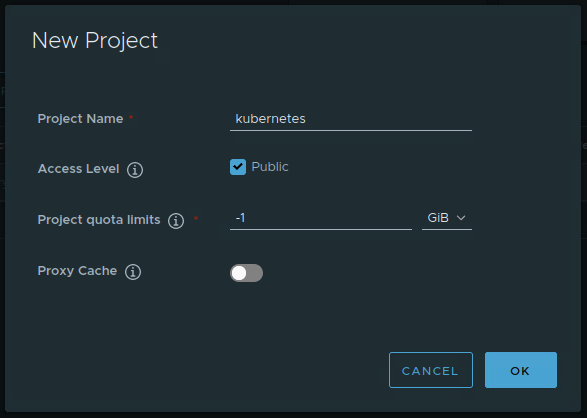 New Project
Project Name *
kubernetes
Access Level
Public
Project quota limits *
-1 GiB
Proxy Cache
CANCEL OK